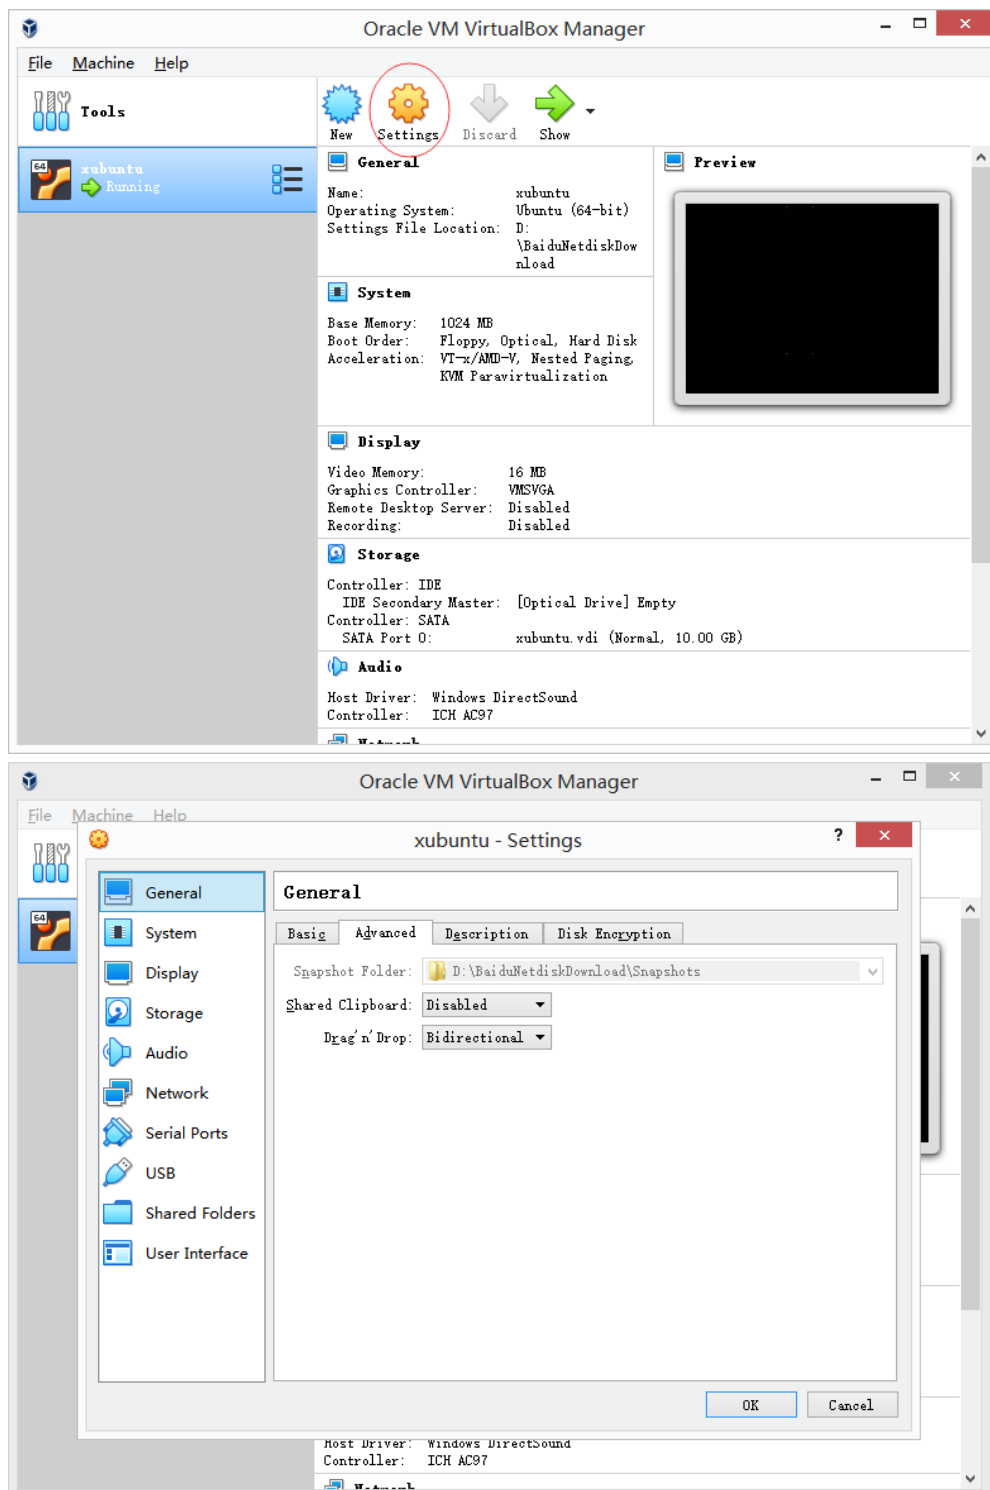 Oracle VM VirtualBox Manager
File Machine Help
Tools
New Settings Discard Show
64
xubuntu
Running
General
Name: xubuntu
Operating System: Ubuntu (64-bit)
Settings File Location: D:
\BaiduNetdiskDow
nload
Preview
System
Base Memory: 1024 MB
Boot Order: Floppy, Optical, Hard Disk
Acceleration: VT-x/AMD-V, Nested Paging,
KVM Paravirtualization
Display
Video Memory: 16 MB
Graphics Controller: VMSVGA
Remote Desktop Server: Disabled
Recording: Disabled
Storage
Controller: IDE
IDE Secondary Master: [Optical Drive] Empty
Controller: SATA
SATA Port 0: xubuntu.vdi (Normal, 10.00 GB)
Audio
Host Driver: Windows DirectSound
Controller: ICH AC97
Network
Oracle VM VirtualBox Manager
File Machine Help
64
xubuntu - Settings
?
General
System
Display
Storage
Audio
Network
Serial Ports
USB
Shared Folders
User Interface
General
Basic Advanced Description Disk Encryption
Snapshot Folder: D:\BaiduNetdiskDownload\Snapshots
Shared Clipboard: Disabled
Drag'n'Drop: Bidirectional
OK Cancel
Host Driver: Windows DirectSound
Controller: ICH AC97
Network